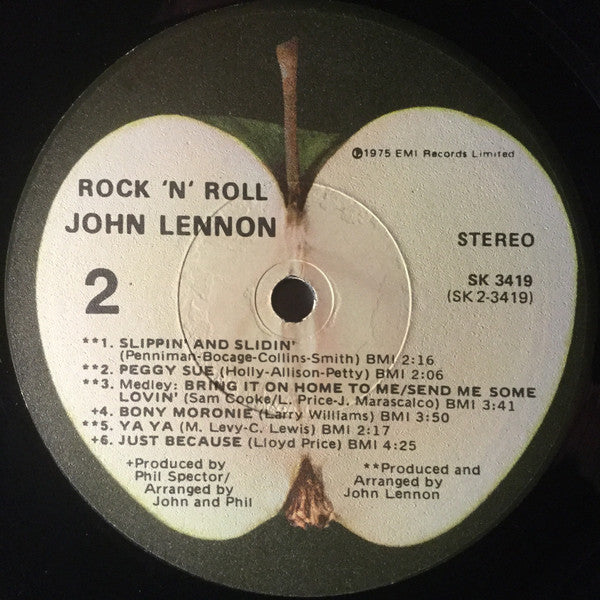 ROCK 'N' ROLL
JOHN LENNON
2
℗1975 EMI Records Limited
STEREO
SK 3419
(SK 2-3419)
**1. SLIPPIN' AND SLIDIN'
(Penniman-Bocage-Collins-Smith) BMI 2:16
**2. PEGGY SUE (Holly-Allison-Petty) BMI 2:06
**3. Medley: BRING IT ON HOME TO ME/SEND ME SOME
LOVIN' (Sam Cooke/L. Price-J. Marascalco) BMI 3:41
+4. BONY MORONIE (Larry Williams) BMI 3:50
**5. YA YA (M. Levy-C. Lewis) BMI 2:17
+6. JUST BECAUSE (Lloyd Price) BMI 4:25
+Produced by
Phil Spector/
Arranged by
John and Phil
**Produced and
Arranged by
John Lennon